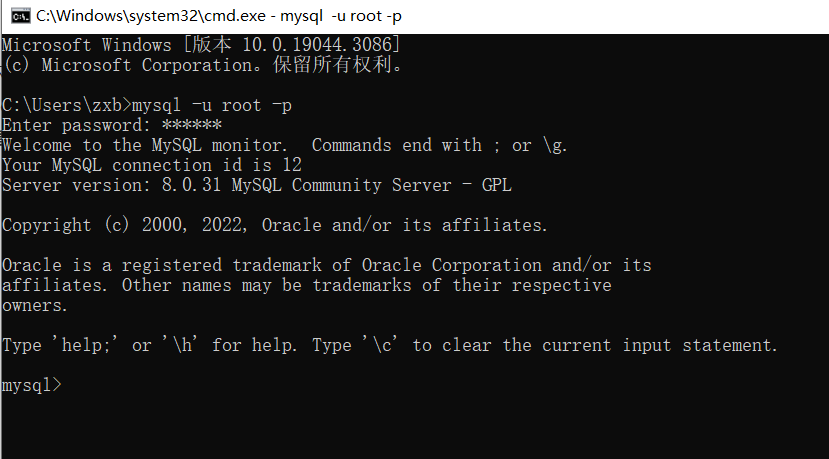 C:\Windows\system32\cmd.exe - mysql  -u root -p
Microsoft Windows [版本 10.0.19044.3086]
(c) Microsoft Corporation。保留所有权利。
C:\Users\zxb>mysql -u root -p
Enter password: ******
Welcome to the MySQL monitor.  Commands end with ; or \g.
Your MySQL connection id is 12
Server version: 8.0.31 MySQL Community Server - GPL
Copyright (c) 2000, 2022, Oracle and/or its affiliates.
Oracle is a registered trademark of Oracle Corporation and/or its
affiliates. Other names may be trademarks of their respective
owners.
Type 'help;' or '\h' for help. Type '\c' to clear the current input statement.
mysql>